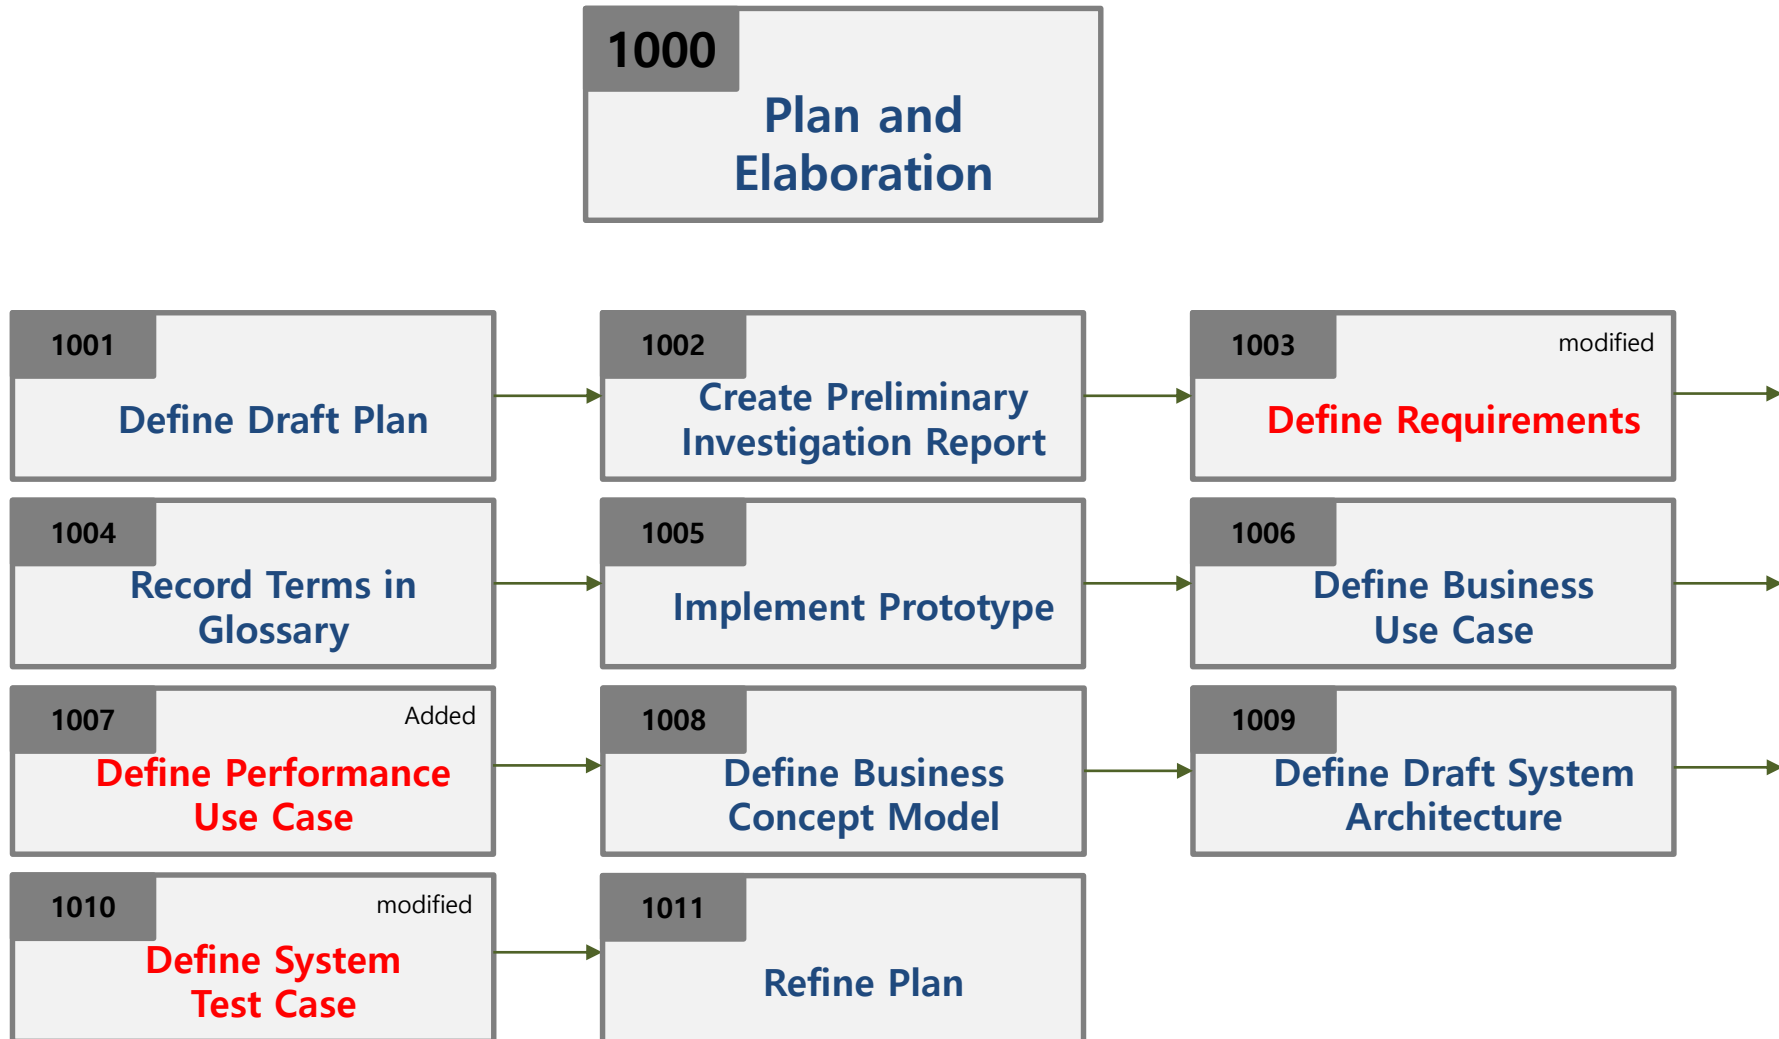 1000
Plan and
Elaboration
1001
Define Draft Plan
1002
Create Preliminary
Investigation Report
1003
modified
Define Requirements
1004
Record Terms in
Glossary
1005
Implement Prototype
1006
Define Business
Use Case
1007
Added
Define Performance
Use Case
1008
Define Business
Concept Model
1009
Define Draft System
Architecture
1010
modified
Define System
Test Case
1011
Refine Plan